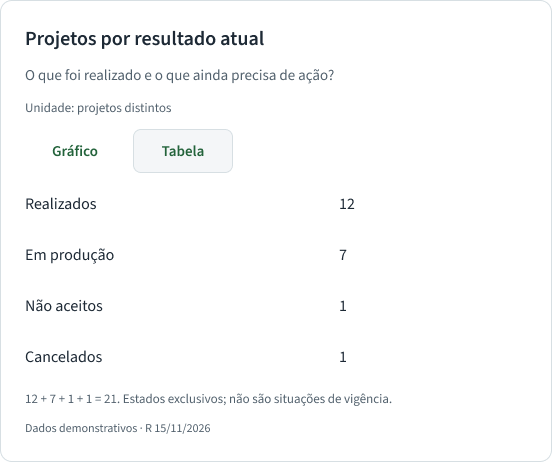 Projetos por resultado atual
O que foi realizado e o que ainda precisa de ação?
Unidade: projetos distintos
Gráfico Tabela
Realizados 12
Em produção 7
Não aceitos 1
Cancelados 1
12 + 7 + 1 + 1 = 21. Estados exclusivos; não são situações de vigência.
Dados demonstrativos · R 15/11/2026